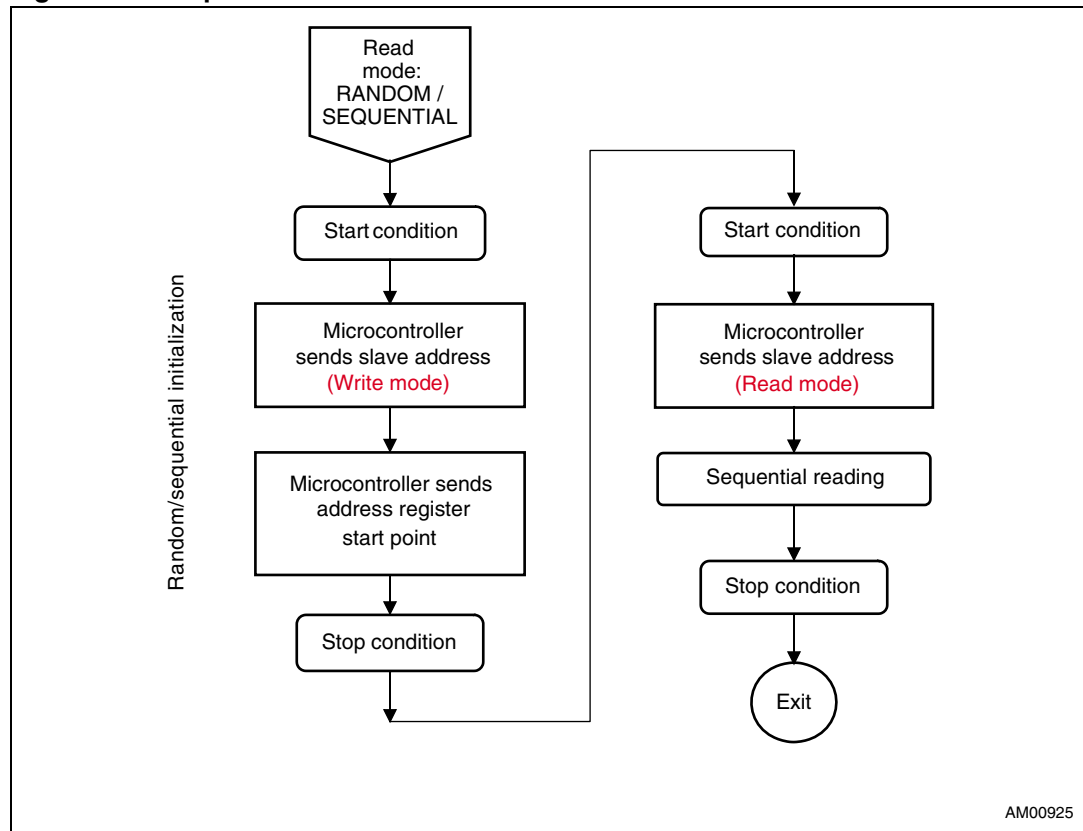 Read
mode:
RANDOM /
SEQUENTIAL
Start condition
Microcontroller
sends slave address
(Write mode)
Microcontroller sends
address register
start point
Stop condition
Random/sequential initialization
Start condition
Microcontroller
sends slave address
(Read mode)
Sequential reading
Stop condition
Exit
AM00925